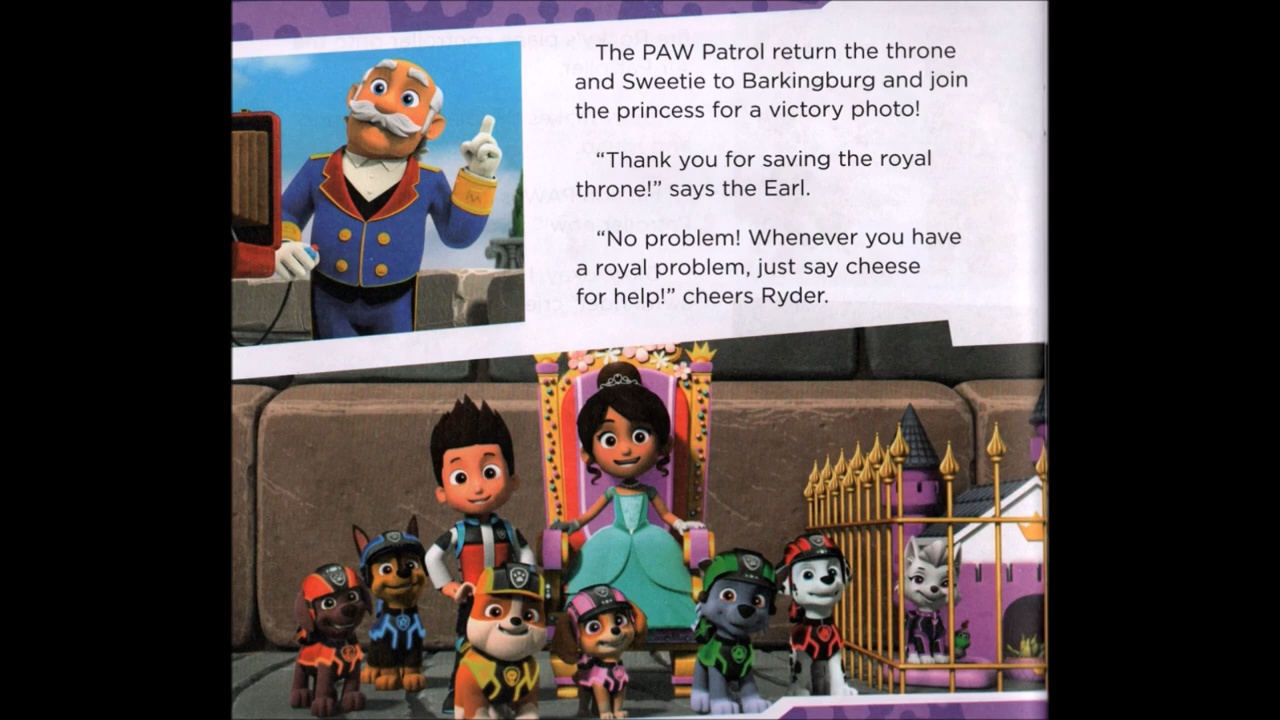 The PAW Patrol return the throne
and Sweetie to Barkingburg and join
the princess for a victory photo!
“Thank you for saving the royal
throne!” says the Earl.
“No problem! Whenever you have
a royal problem, just say cheese
for help!” cheers Ryder.